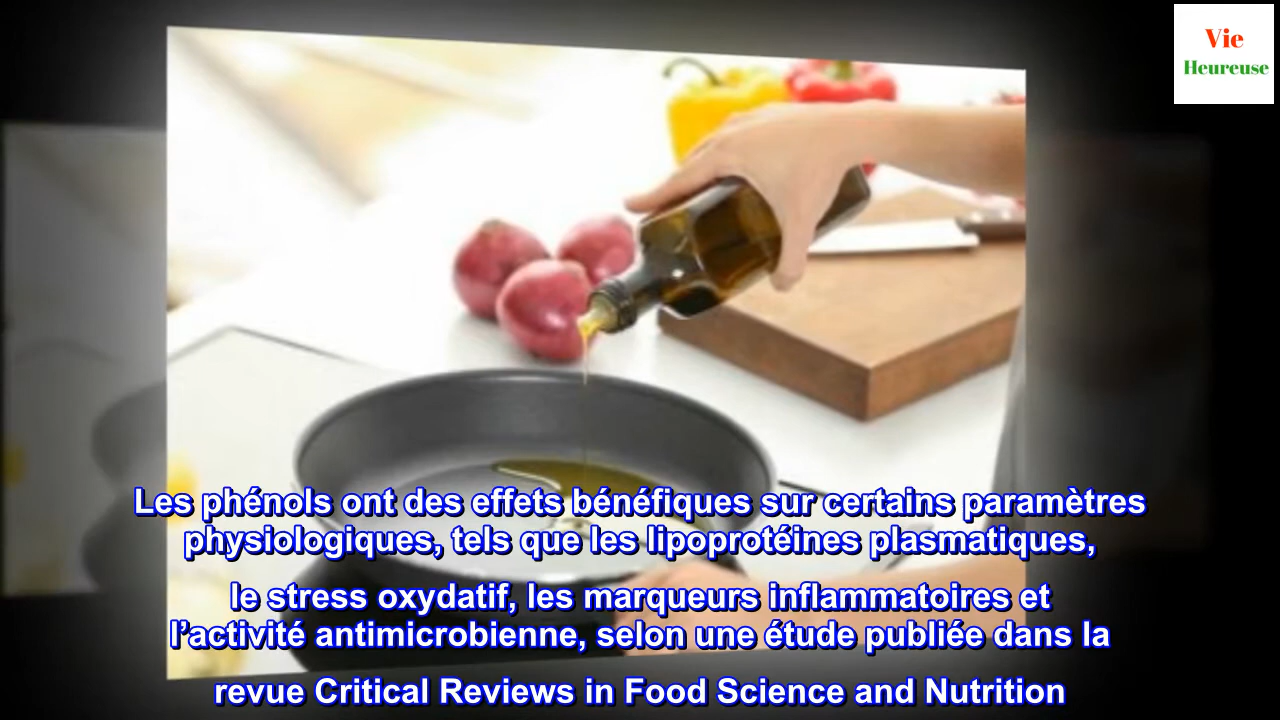 Vie
Heureuse
Les phénols ont des effets bénéfiques sur certains paramètres
physiologiques, tels que les lipoprotéines plasmatiques,
le stress oxydatif, les marqueurs inflammatoires et
l’activité antimicrobienne, selon une étude publiée dans la
revue Critical Reviews in Food Science and Nutrition